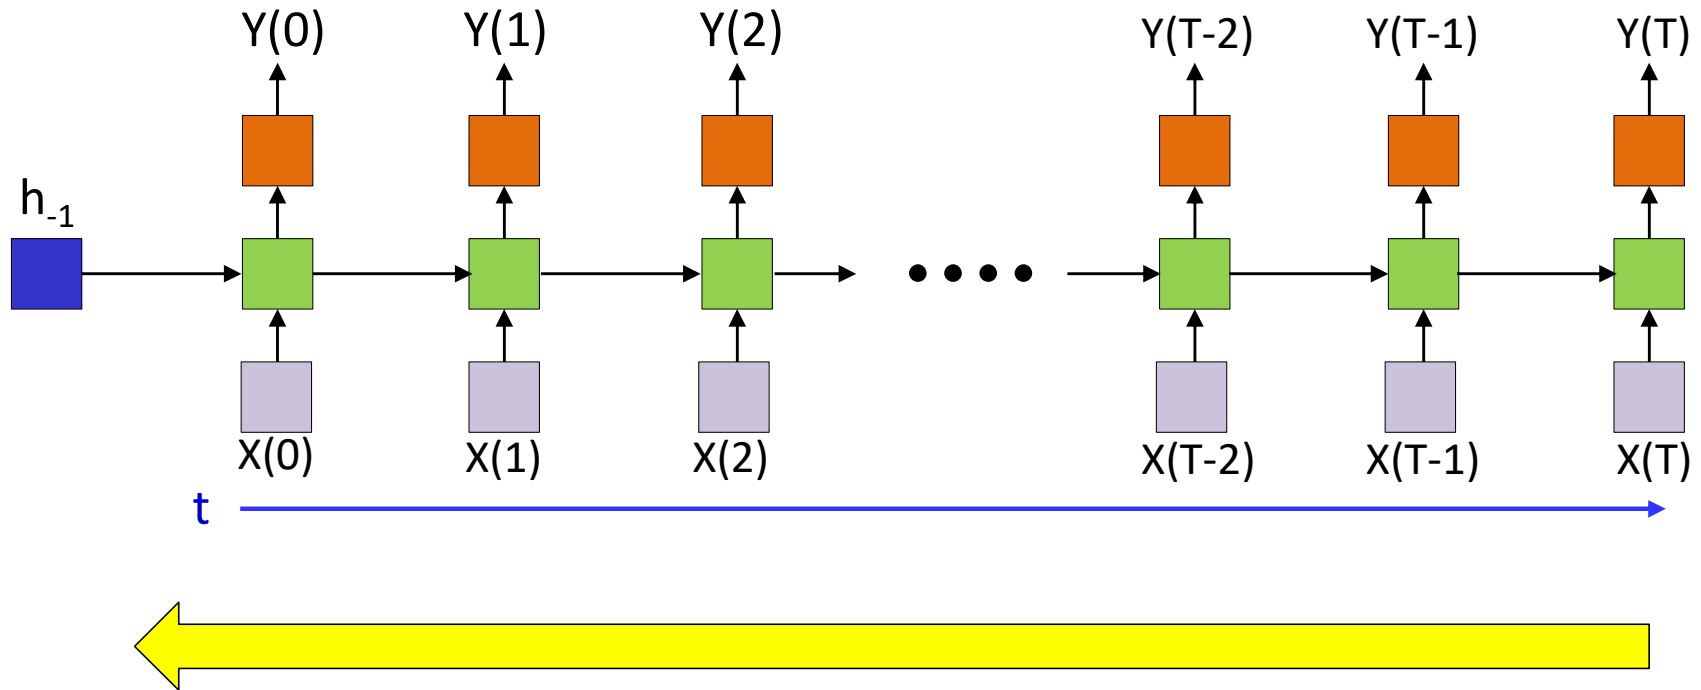 Y(0) Y(1) Y(2) Y(T-2) Y(T-1) Y(T)
h-1
X(0) X(1) X(2) X(T-2) X(T-1) X(T)
t